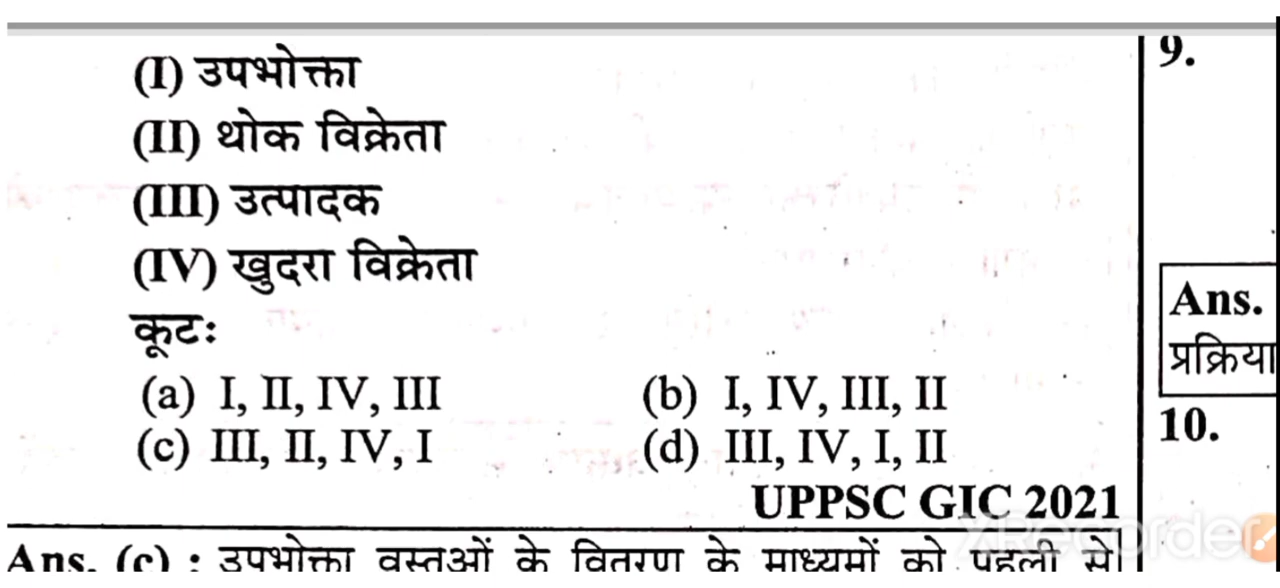 (I) उपभोक्ता
(II) थोक विक्रेता
(III) उत्पादक
(IV) खुदरा विक्रेता
कूटः
(a) I, II, IV, III (b) I, IV, III, II
(c) III, II, IV, I (d) III, IV, I, II
UPPSC GIC 2021
Ans. (c) : उपभोक्ता वस्तुओं के वितरण के माध्यमों को पहली से
9.
Ans.
प्रक्रिया
10.
XRecorder